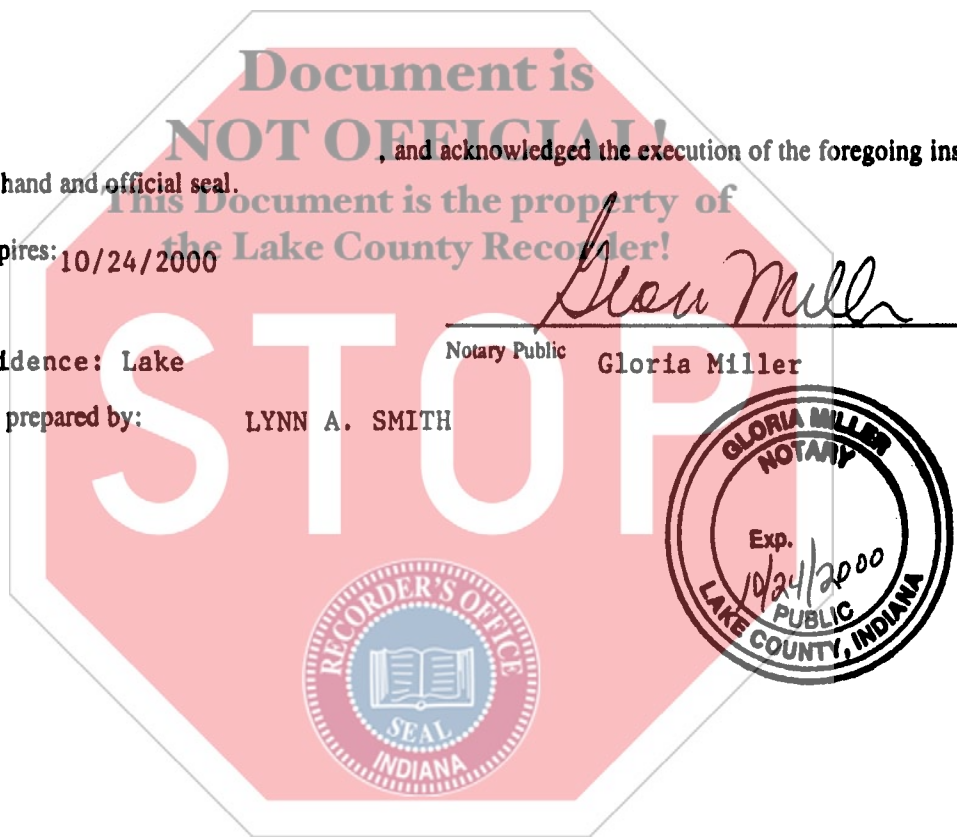 Document is
NOT OFFICIAL!
, and acknowledged the execution of the foregoing ins
hand and official seal.
This Document is the property of
the Lake County Recorder!
pires: 10/24/2000
Gloria Miller
STOP
idence: Lake
Notary Public Gloria Miller
prepared by: LYNN A. SMITH
GLORIA MILLER
NOTARY
Exp.
10/24/2000
PUBLIC
LAKE COUNTY, INDIANA
RECORDER'S OFFICE
SEAL
INDIANA